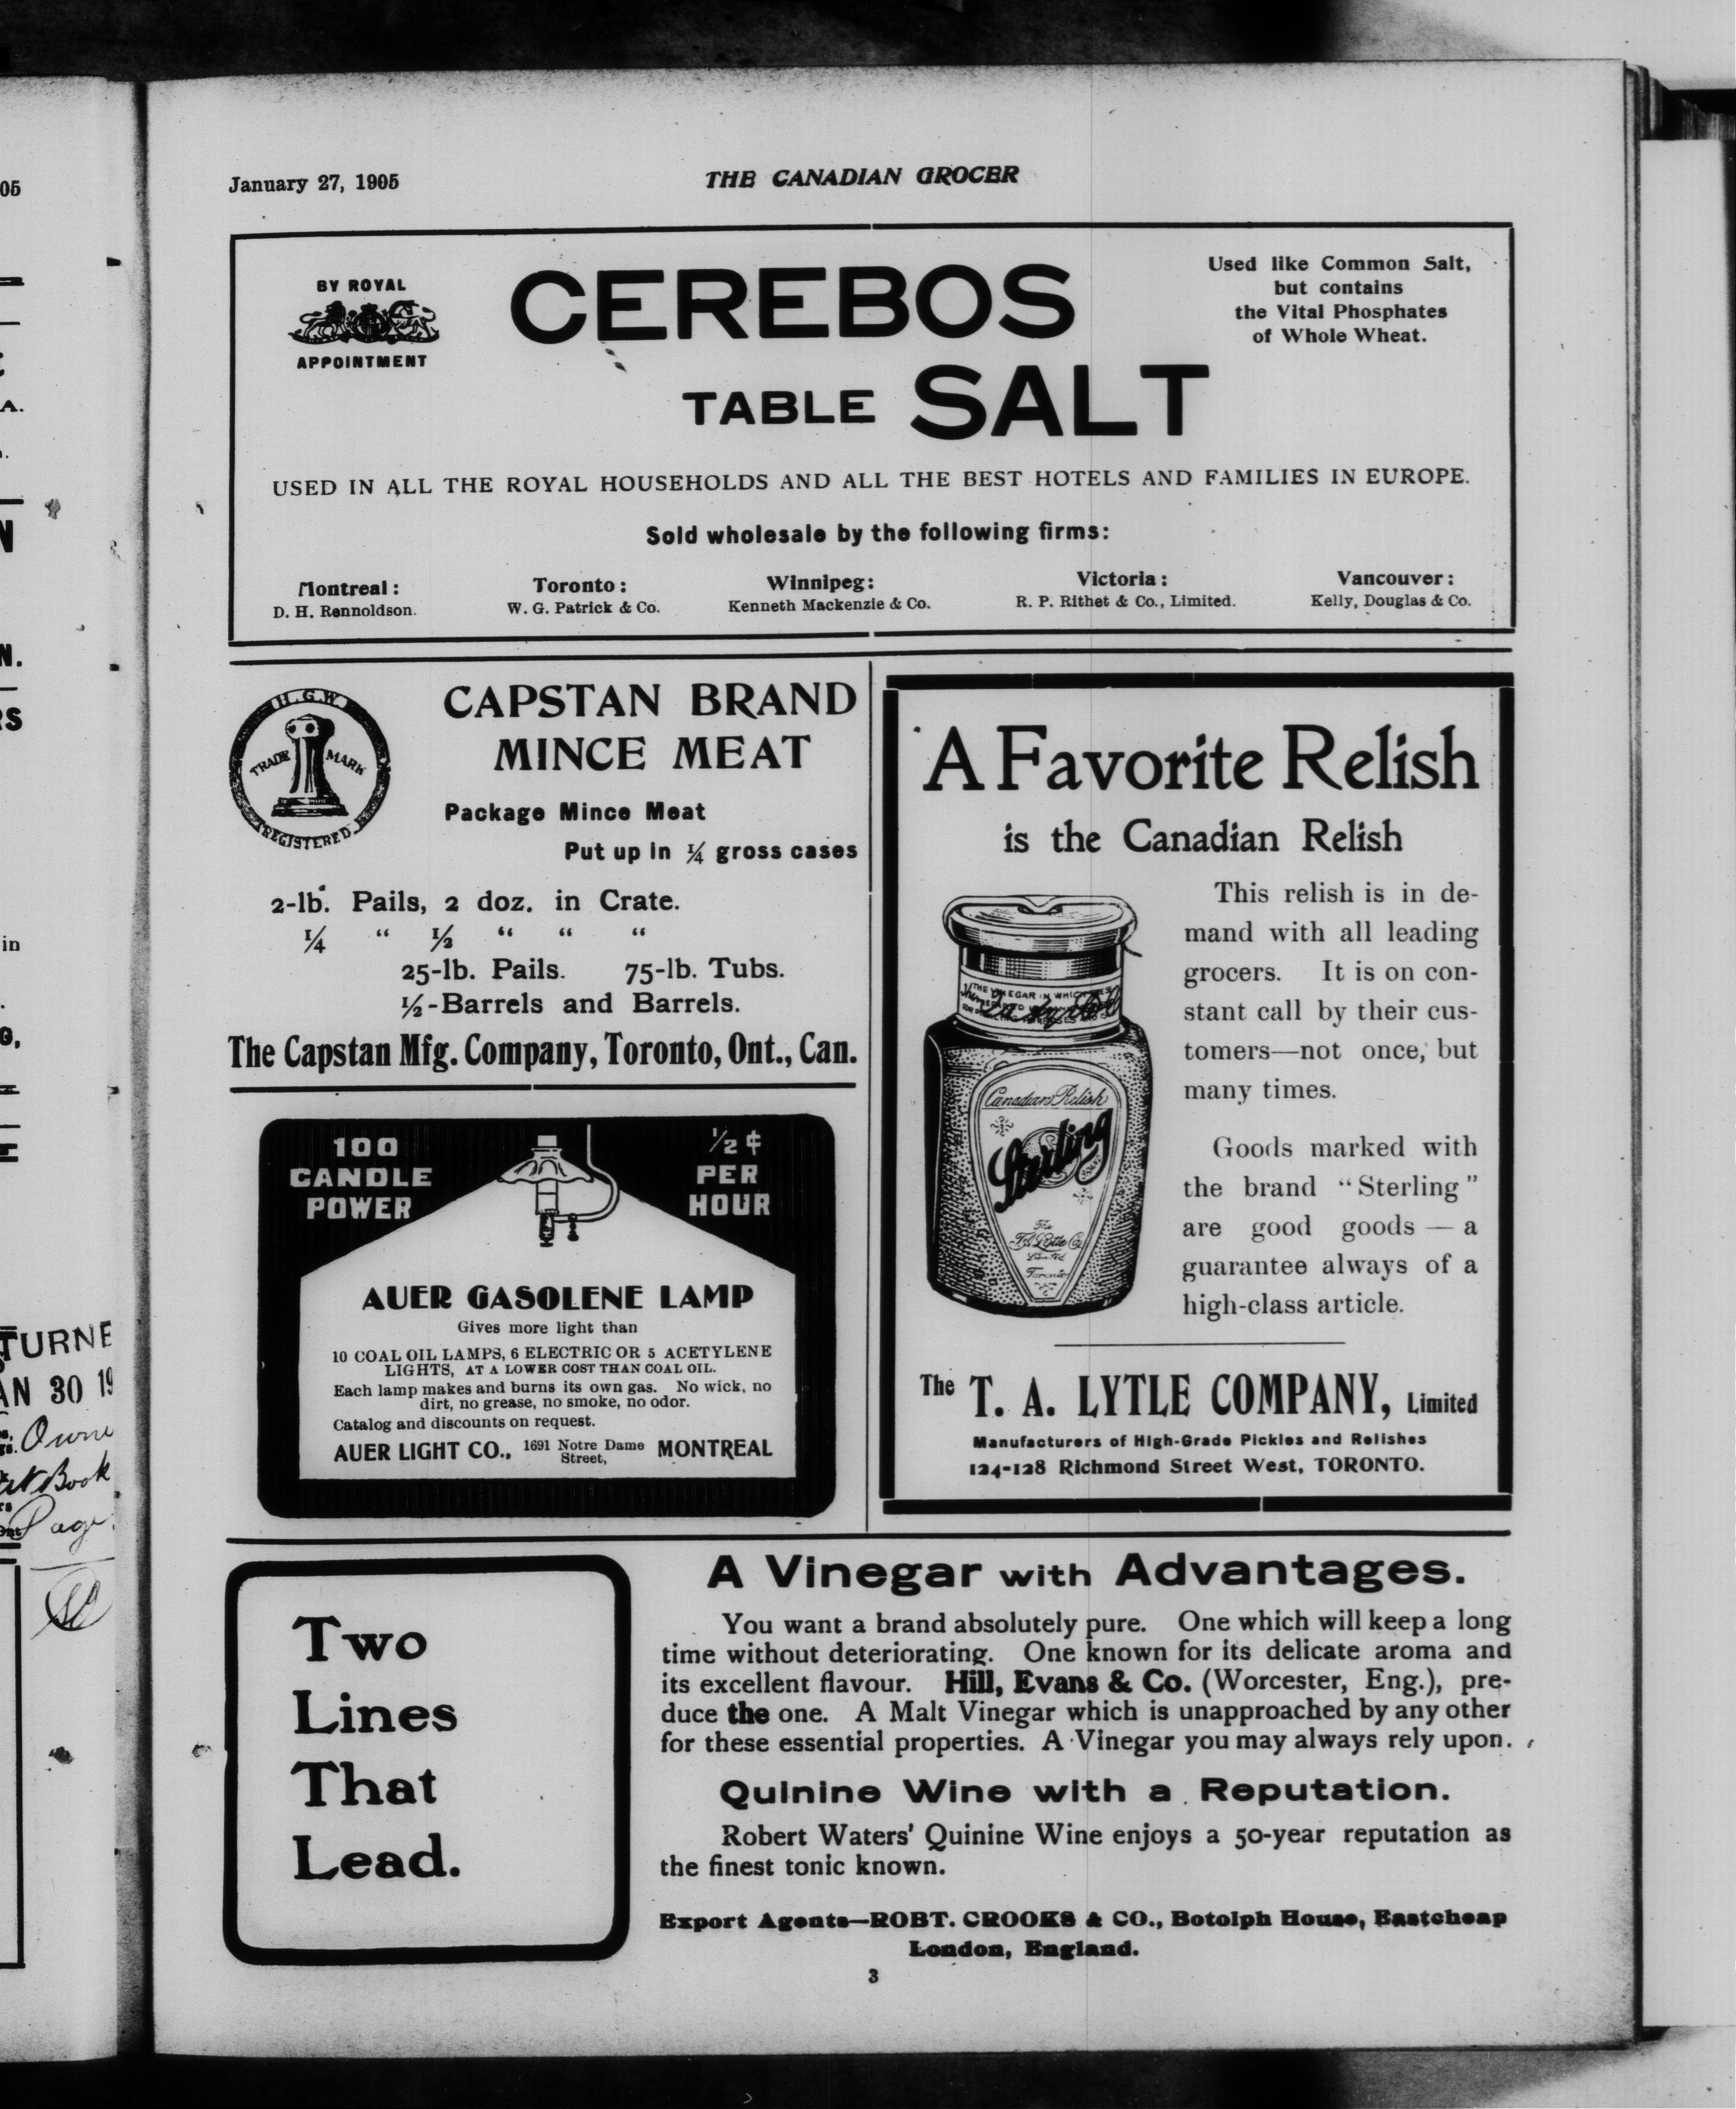 January 27, 1905
THE CANADIAN GROCER
BY ROYAL
APPOINTMENT
CEREBOS
TABLE SALT
Used like Common Salt,
but contains
the Vital Phosphates
of Whole Wheat.
USED IN ALL THE ROYAL HOUSEHOLDS AND ALL THE BEST HOTELS AND FAMILIES IN EUROPE.
Sold wholesale by the following firms:
Montreal: Toronto: Winnipeg: Victoria: Vancouver:
D. H. Rennoldson. W. G. Patrick & Co. Kenneth Mackenzie & Co. R. P. Rithet & Co., Limited. Kelly, Douglas & Co.
H.G.W.
TRADE MARK
REGISTERED
CAPSTAN BRAND
MINCE MEAT
Package Mince Meat
Put up in ¼ gross cases
2-lb. Pails, 2 doz. in Crate.
¼ “ ½ “ “ “
25-lb. Pails. 75-lb. Tubs.
½-Barrels and Barrels.
The Capstan Mfg. Company, Toronto, Ont., Can.
100
CANDLE
POWER
½ ¢
PER
HOUR
AUER GASOLENE LAMP
Gives more light than
10 COAL OIL LAMPS, 6 ELECTRIC OR 5 ACETYLENE
LIGHTS, AT A LOWER COST THAN COAL OIL.
Each lamp makes and burns its own gas. No wick, no
dirt, no grease, no smoke, no odor.
Catalog and discounts on request.
AUER LIGHT CO., 1691 Notre Dame Street, MONTREAL
A Favorite Relish
is the Canadian Relish
This relish is in de-
mand with all leading
grocers. It is on con-
stant call by their cus-
tomers—not once, but
many times.
Goods marked with
the brand “Sterling”
are good goods — a
guarantee always of a
high-class article.
THE VINEGAR IN WHICH THESE
Canadian Relish
Sterling
The
T.A. Lytle Co
Limited
Toronto
The T. A. LYTLE COMPANY, Limited
Manufacturers of High-Grade Pickles and Relishes
124-128 Richmond Street West, TORONTO.
Two
Lines
That
Lead.
A Vinegar with Advantages.
You want a brand absolutely pure. One which will keep a long
time without deteriorating. One known for its delicate aroma and
its excellent flavour. Hill, Evans & Co. (Worcester, Eng.), pre-
duce the one. A Malt Vinegar which is unapproached by any other
for these essential properties. A Vinegar you may always rely upon.
Quinine Wine with a Reputation.
Robert Waters' Quinine Wine enjoys a 50-year reputation as
the finest tonic known.
Export Agents—ROBT. CROOKS & CO., Botolph House, Eastcheap
London, England.
3